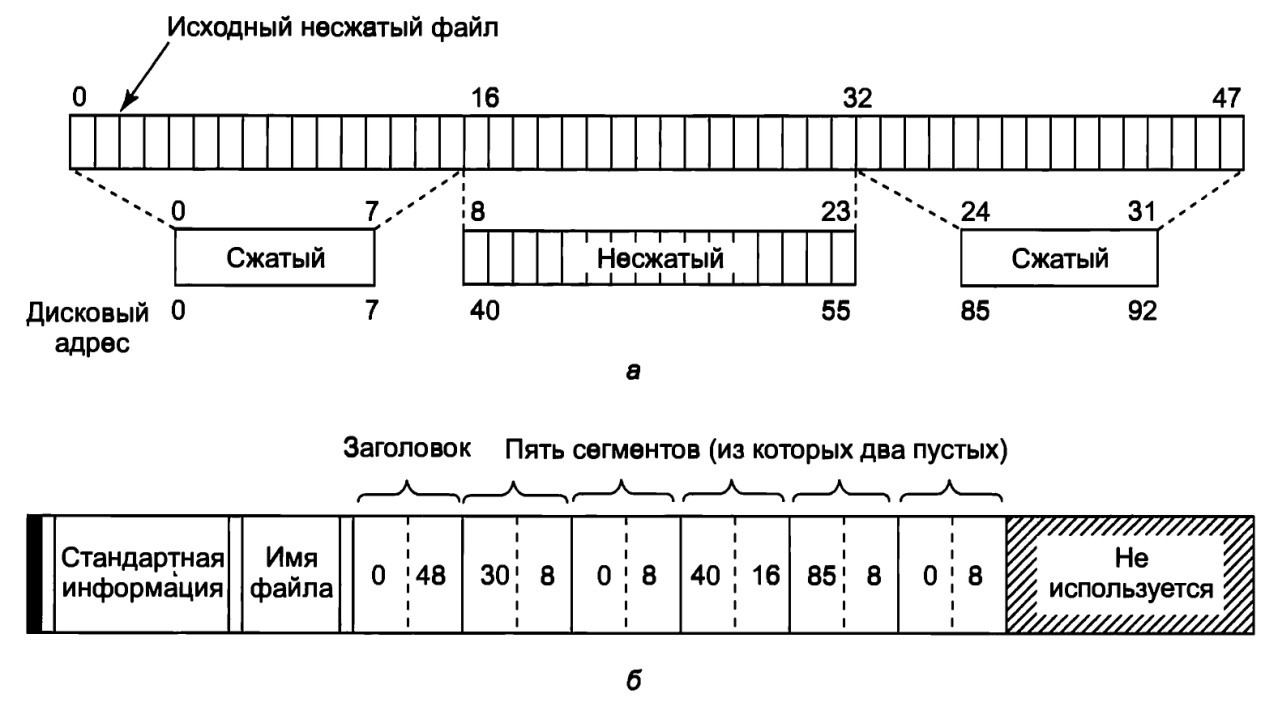 Исходный несжатый файл
0 16 32 47
0 7 8 23 24 31
Сжатый Несжатый Сжатый
Дисковый адрес 0 7 40 55 85 92
а
Заголовок Пять сегментов (из которых два пустых)
Стандартная Имя Не
информация файла 0 48 30 8 0 8 40 16 85 8 0 8 используется
б